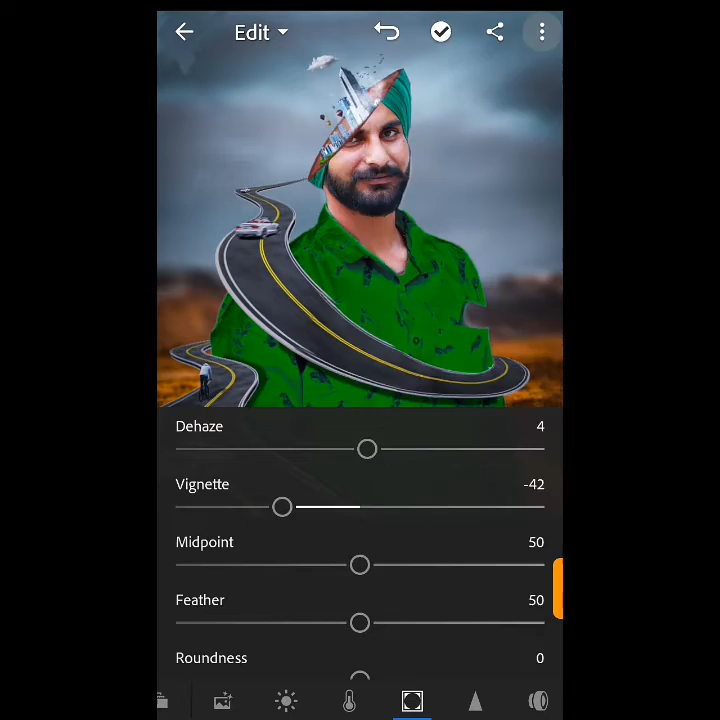 Edit
Dehaze 4
Vignette -42
Midpoint 50
Feather 50
Roundness 0